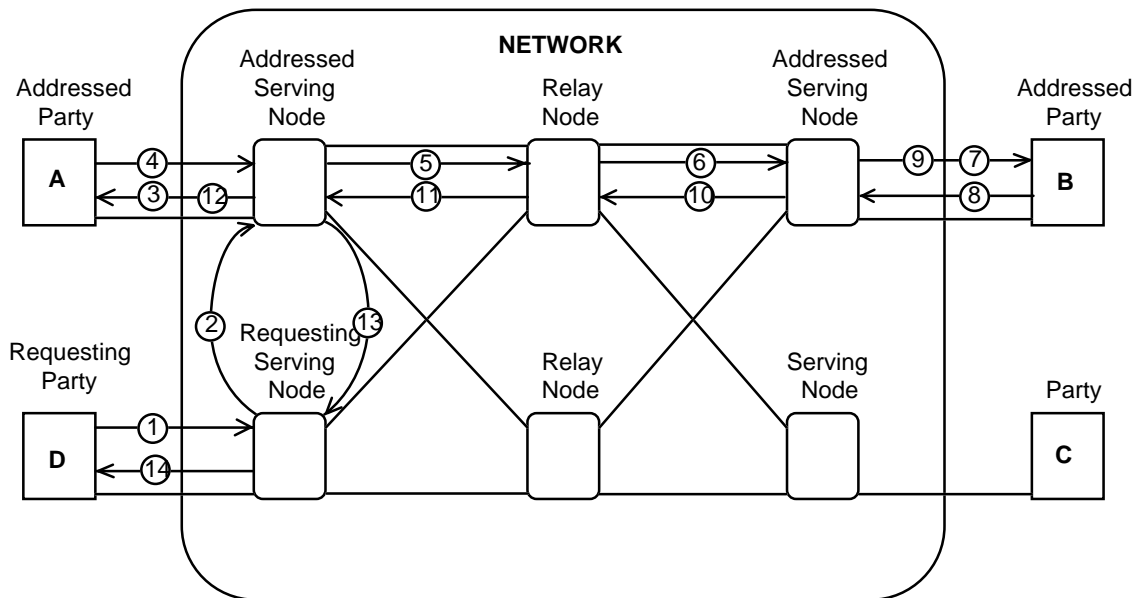 NETWORK
Addressed
Serving
Node
Relay
Node
Addressed
Serving
Node
Addressed
Party
Addressed
Party
A
4
3
12
5
11
6
10
9
7
8
B
2
13
Requesting
Serving
Node
Relay
Node
Serving
Node
Requesting
Party
Party
D
1
14
C